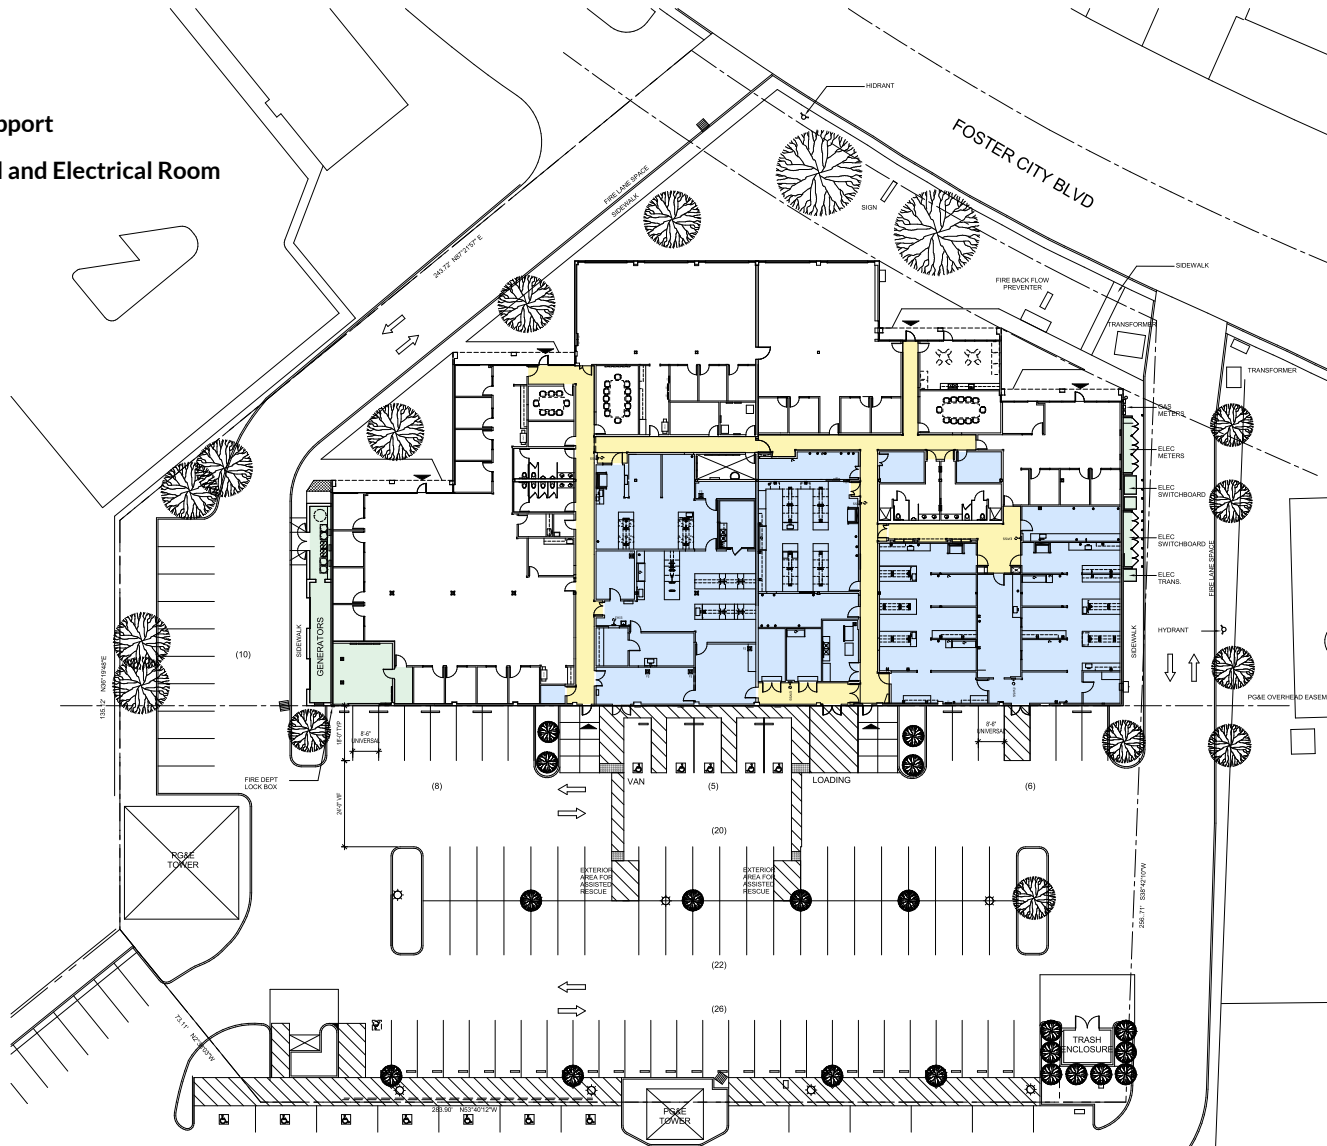 pport
l and Electrical Room
HIDRANT
FOSTER CITY BLVD
FIRE LANE SPACE
SIDEWALK
SIGN
243.72' N87°21'57" E
SIDEWALK
FIRE BACK FLOW
PREVENTER
TRANSFORMER
TRANSFORMER
GAS
METERS
ELEC
METERS
ELEC
SWITCHBOARD
ELEC
SWITCHBOARD
ELEC
TRANS.
FIRE LANE SPACE
HYDRANT
SIDEWALK
SIDEWALK
GENERATORS
(10)
135.12' N36°19'48"E
PG&E OVERHEAD EASEM
18'-0" TYP
8'-6"
UNIVERSAL
8'-6"
UNIVERSAL
FIRE DEPT
LOCK BOX
(8)
VAN
(5)
LOADING
(6)
24'-0" VIF
(20)
PG&E
TOWER
EXTERIOR
AREA FOR
ASSISTED
RESCUE
EXTERIOR
AREA FOR
ASSISTED
RESCUE
256.71' S38°42'10"W
(22)
(26)
TRASH
ENCLOSURE
283.90' N53°40'12"W
PG&E
TOWER